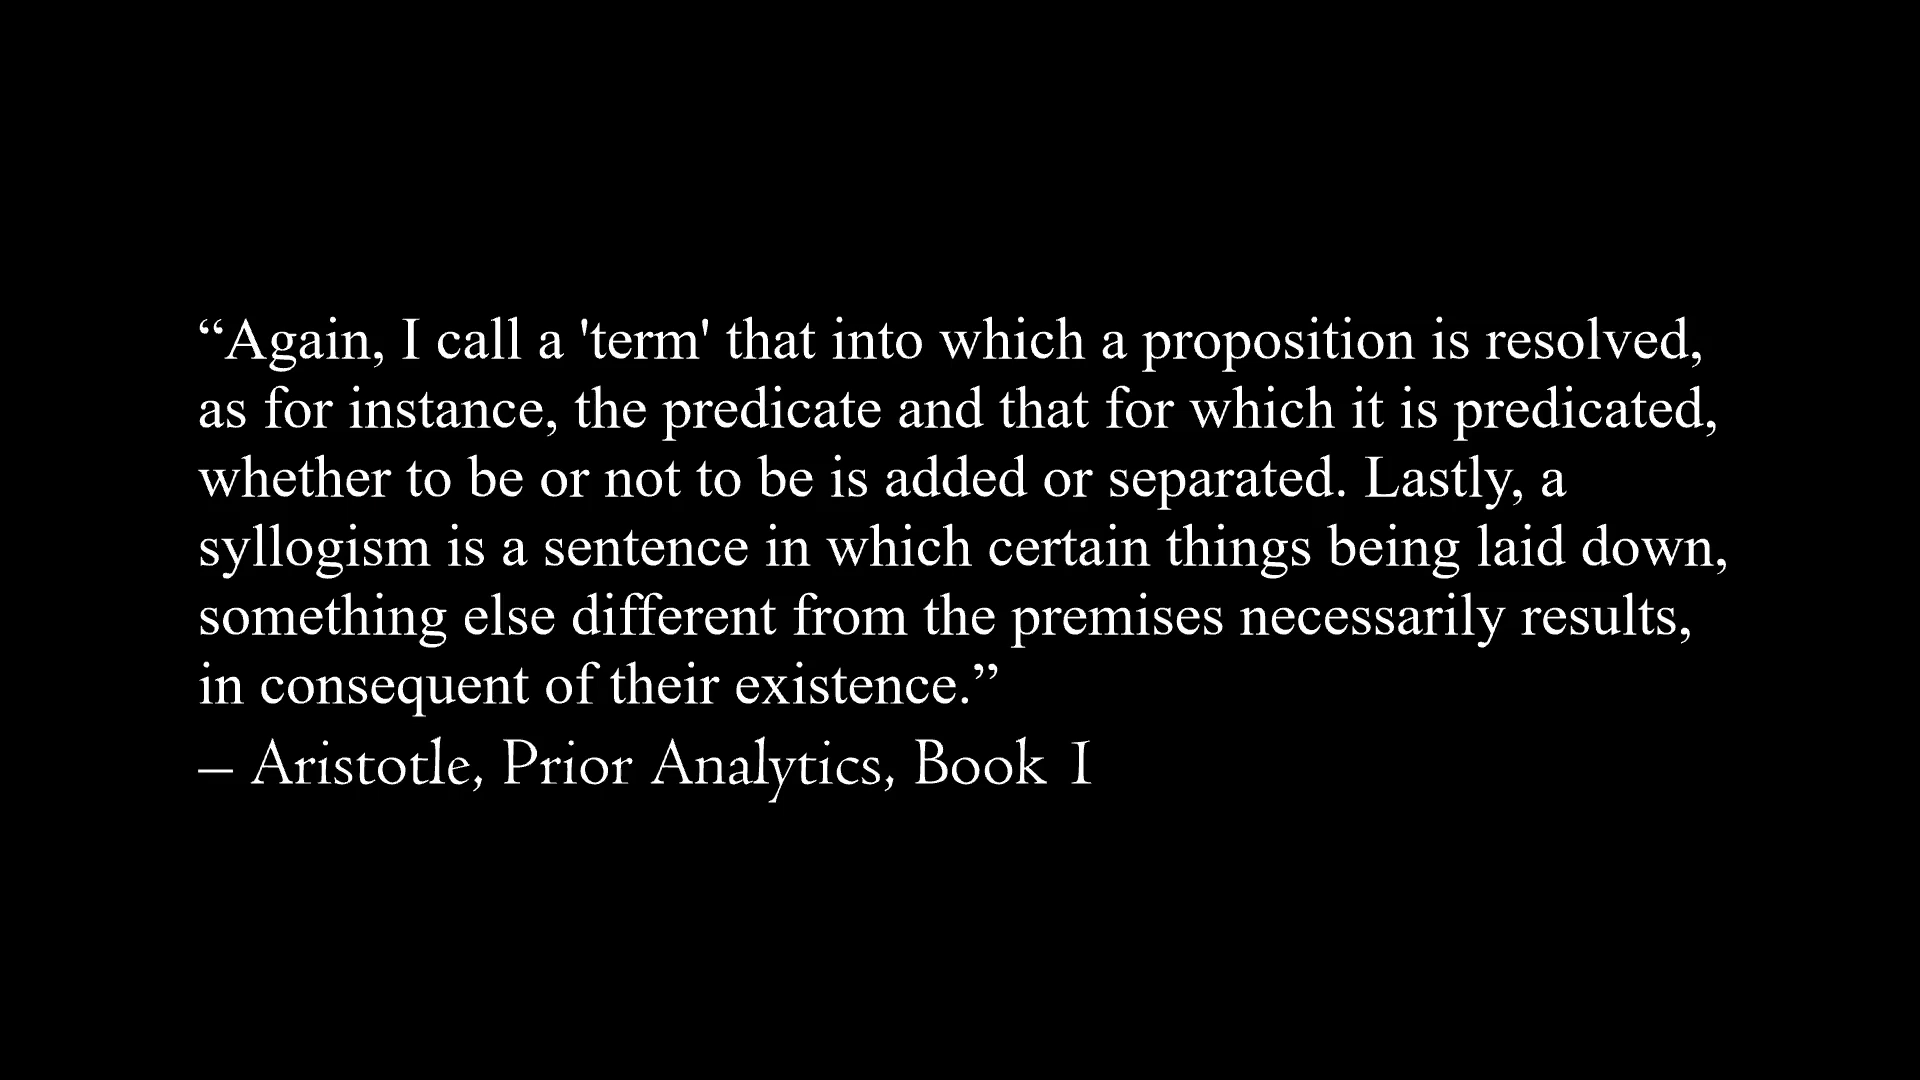 “Again, I call a 'term' that into which a proposition is resolved,
as for instance, the predicate and that for which it is predicated,
whether to be or not to be is added or separated. Lastly, a
syllogism is a sentence in which certain things being laid down,
something else different from the premises necessarily results,
in consequent of their existence.”
– Aristotle, Prior Analytics, Book I